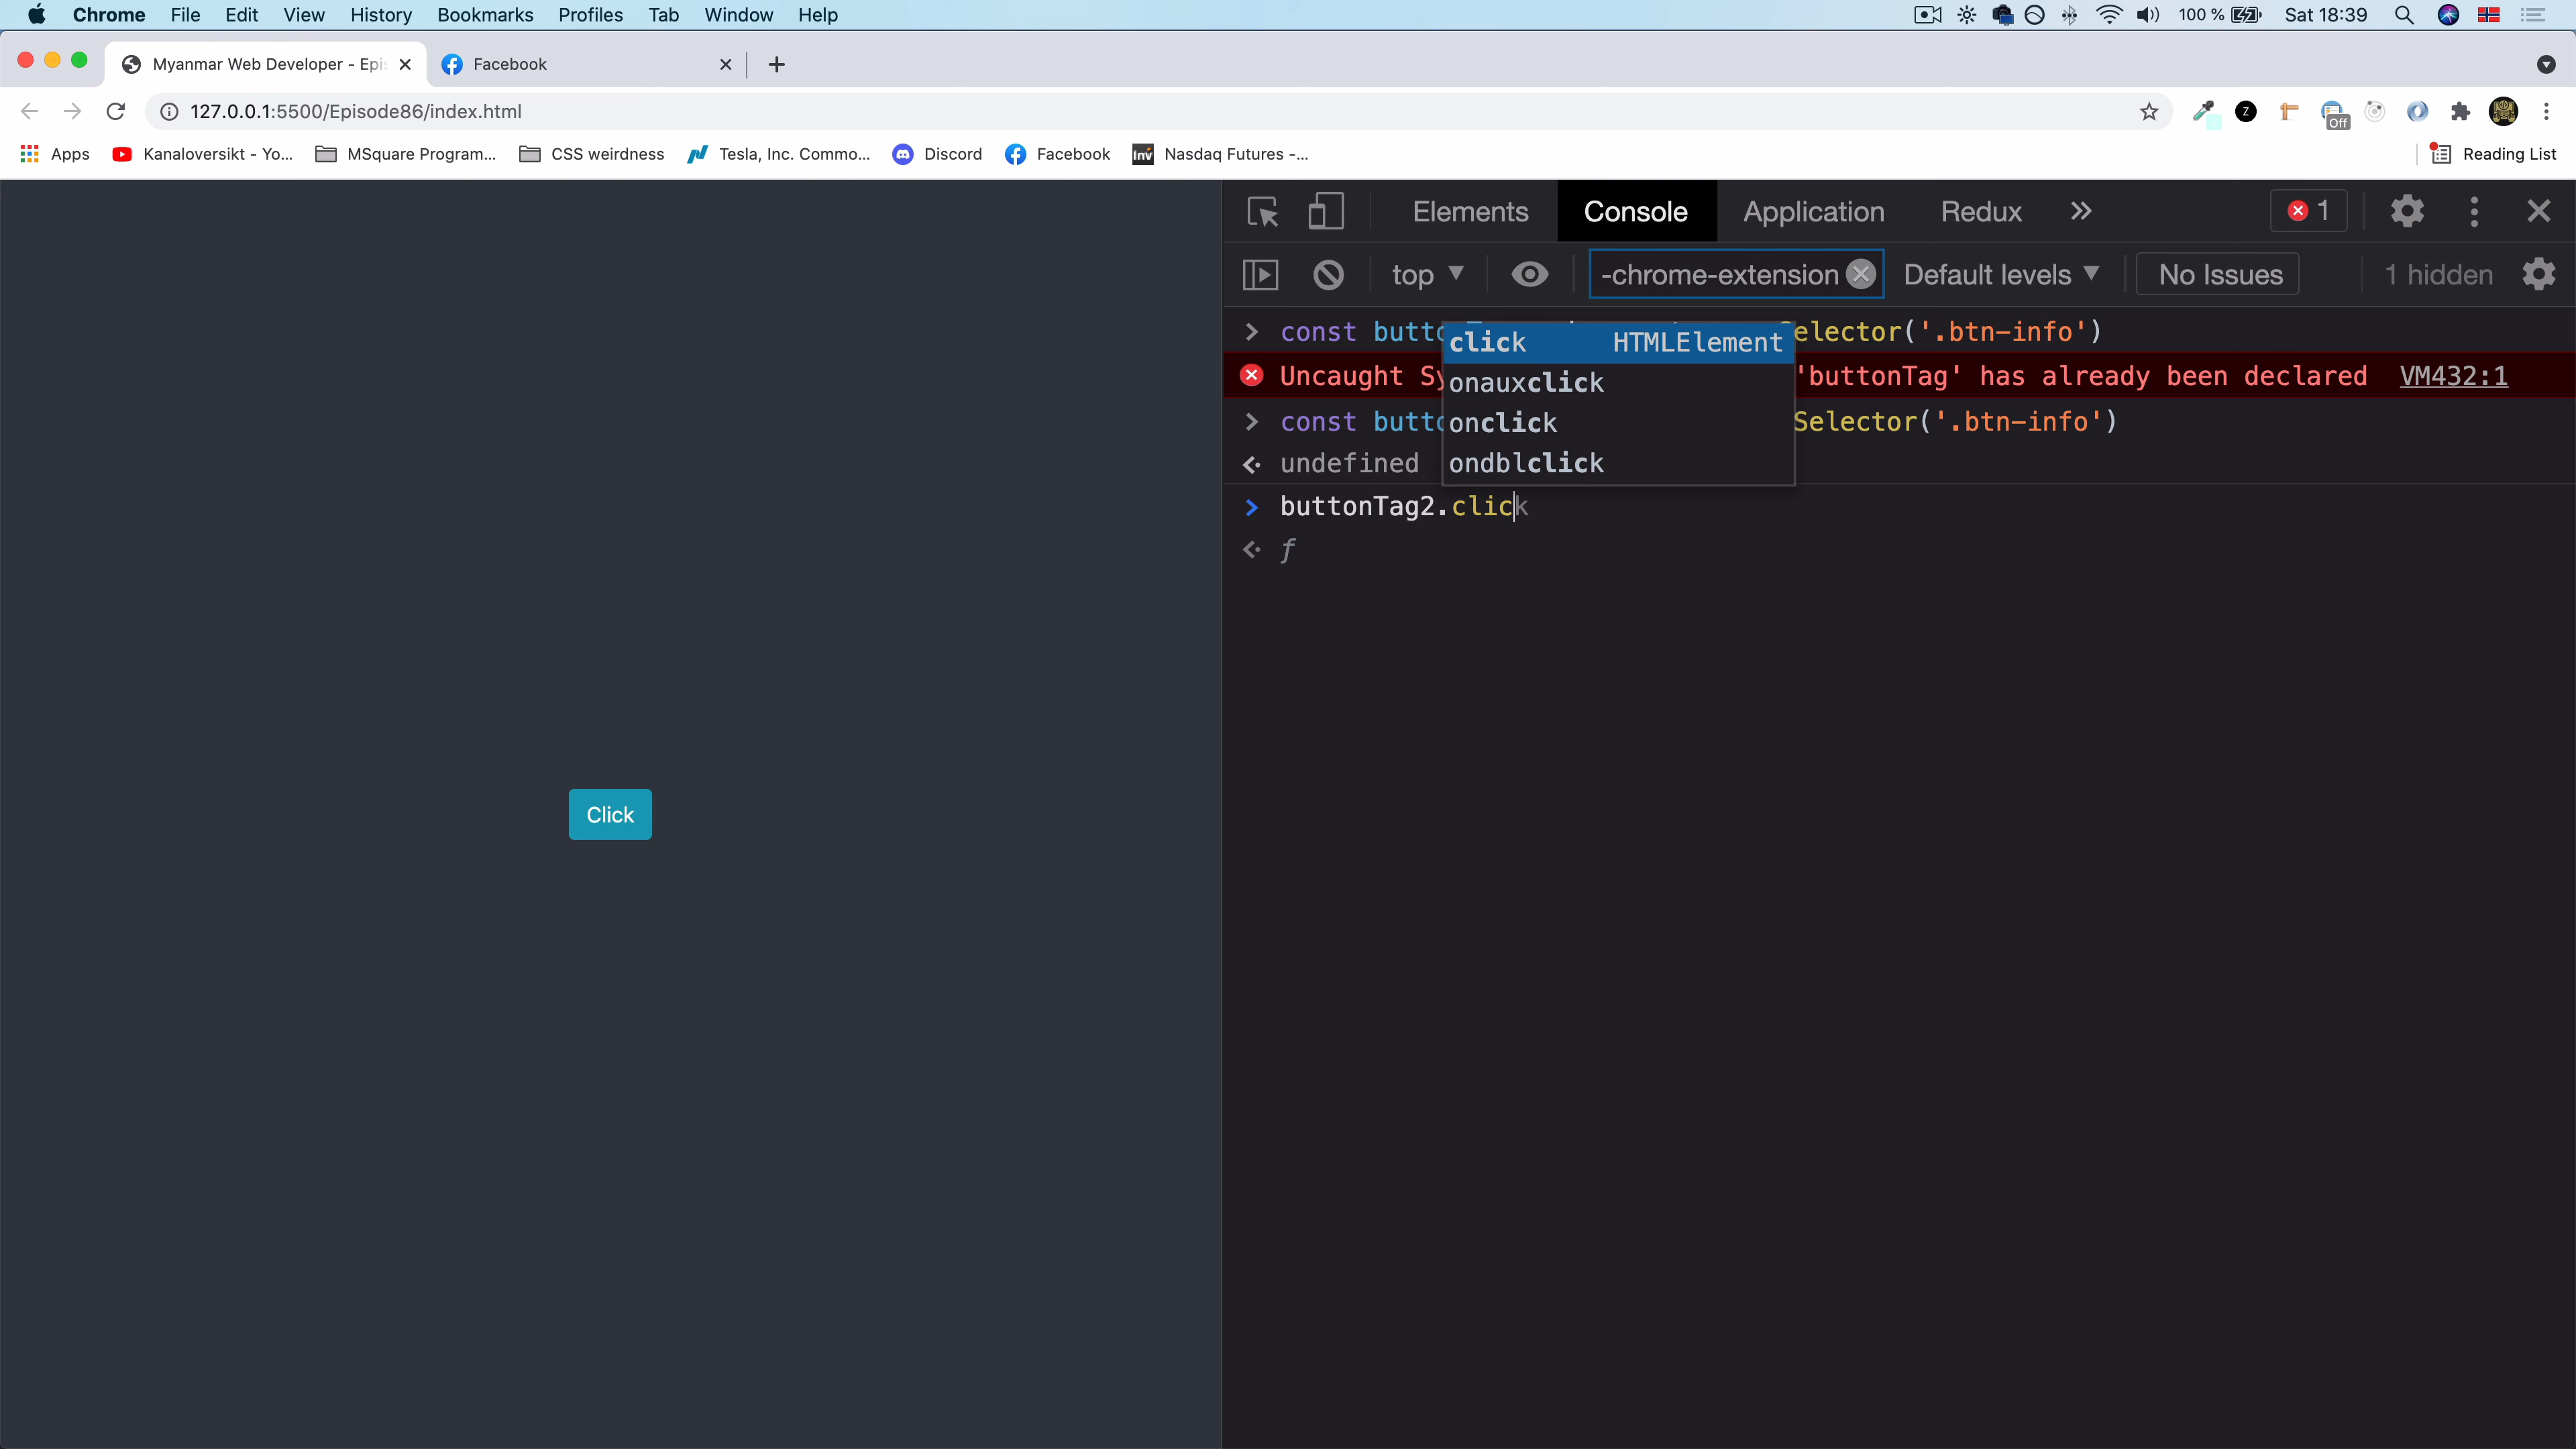 Chrome File Edit View History Bookmarks Profiles Tab Window Help 100 % Sat 18:39
Myanmar Web Developer - Epis Facebook
127.0.0.1:5500/Episode86/index.html Z Off
Apps Kanaloversikt - Yo... MSquare Program... CSS weirdness Tesla, Inc. Commo... Discord Facebook Inv Nasdaq Futures -... Reading List
Elements Console Application Redux 1
top -chrome-extension Default levels No Issues 1 hidden
const butto elector('.btn-info')
click HTMLElement
Uncaught Sy 'buttonTag' has already been declared VM432:1
onauxclick
const butto Selector('.btn-info')
onclick
undefined
ondblclick
buttonTag2.click
f
Click